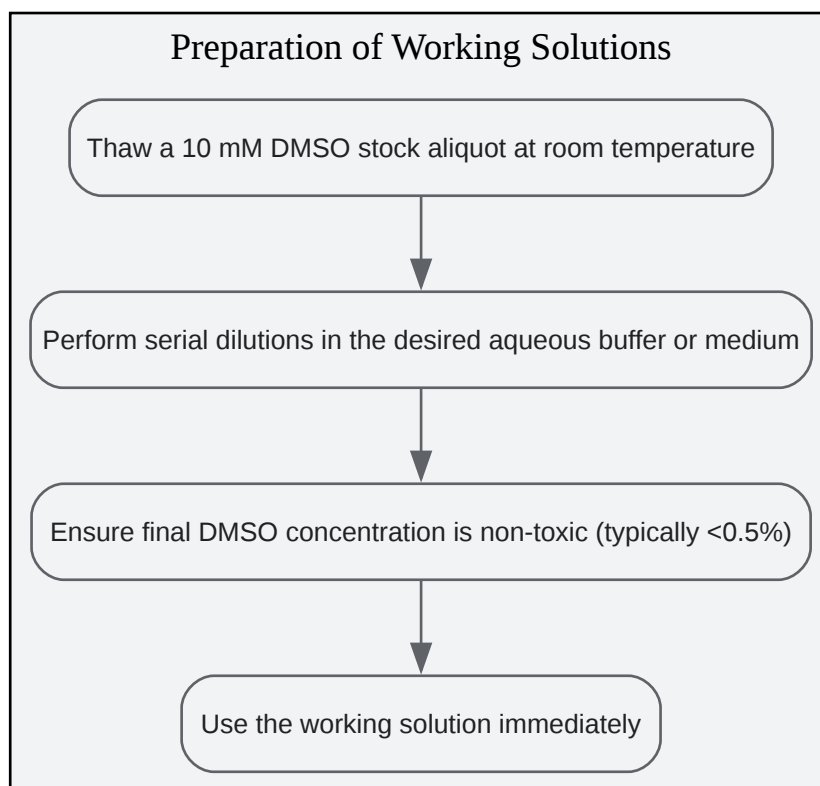 Preparation of Working Solutions
Thaw a 10 mM DMSO stock aliquot at room temperature
Perform serial dilutions in the desired aqueous buffer or medium
Ensure final DMSO concentration is non-toxic (typically <0.5%)
Use the working solution immediately